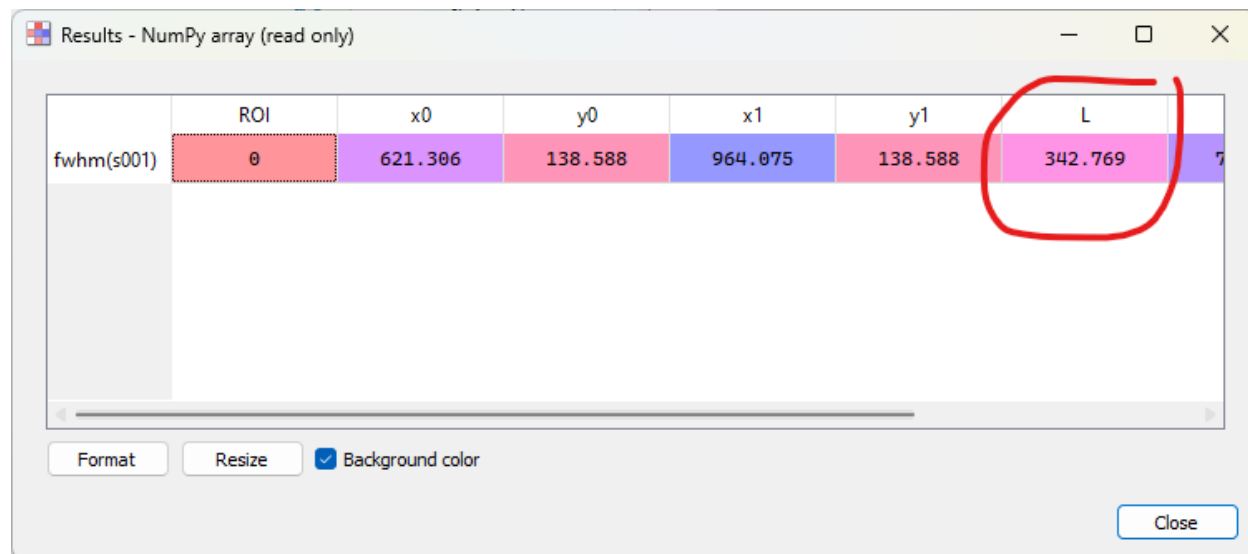 Results - NumPy array (read only)
ROI x0 y0 x1 y1 L
fwhm(s001) 0 621.306 138.588 964.075 138.588 342.769 7
Format Resize Background color
Close